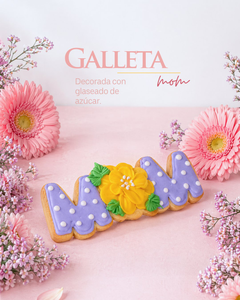 GALLETA
mom
Decorada con
glaseado de
azúcar.
MOM